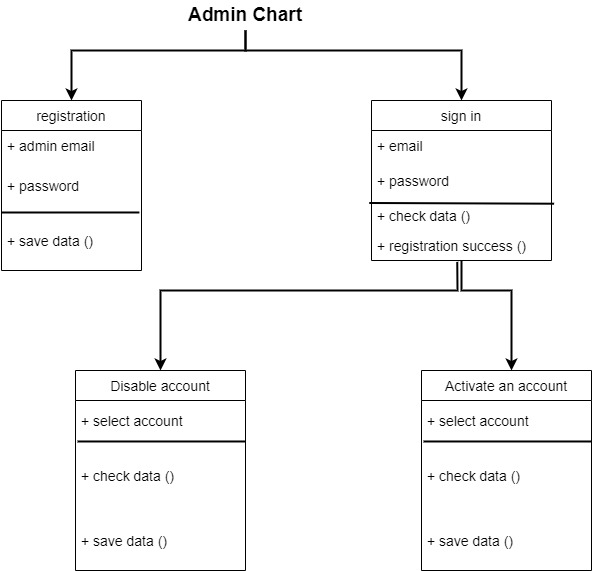 Admin Chart
registration
+ admin email
+ password
+ save data ()
sign in
+ email
+ password
+ check data ()
+ registration success ()
Disable account
+ select account
+ check data ()
+ save data ()
Activate an account
+ select account
+ check data ()
+ save data ()